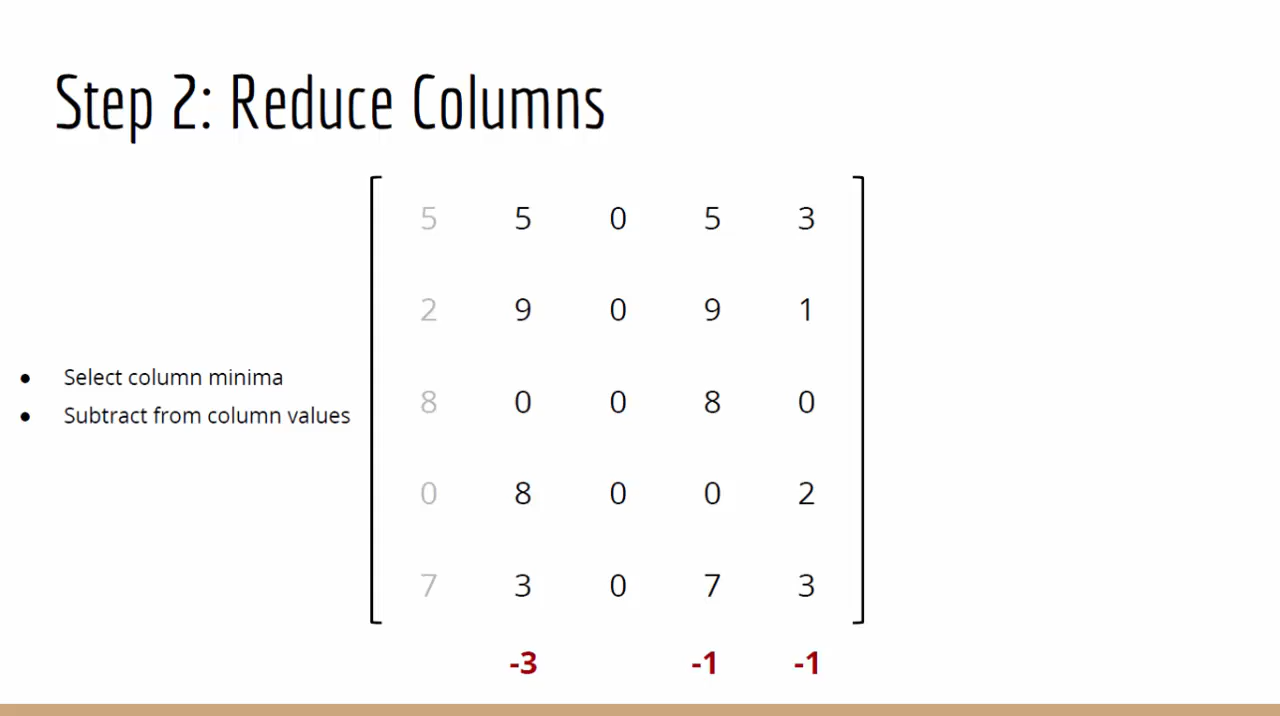 Step 2: Reduce Columns
5 5 0 5 3
2 9 0 9 1
● Select column minima
● Subtract from column values
8 0 0 8 0
0 8 0 0 2
7 3 0 7 3
-3 -1 -1